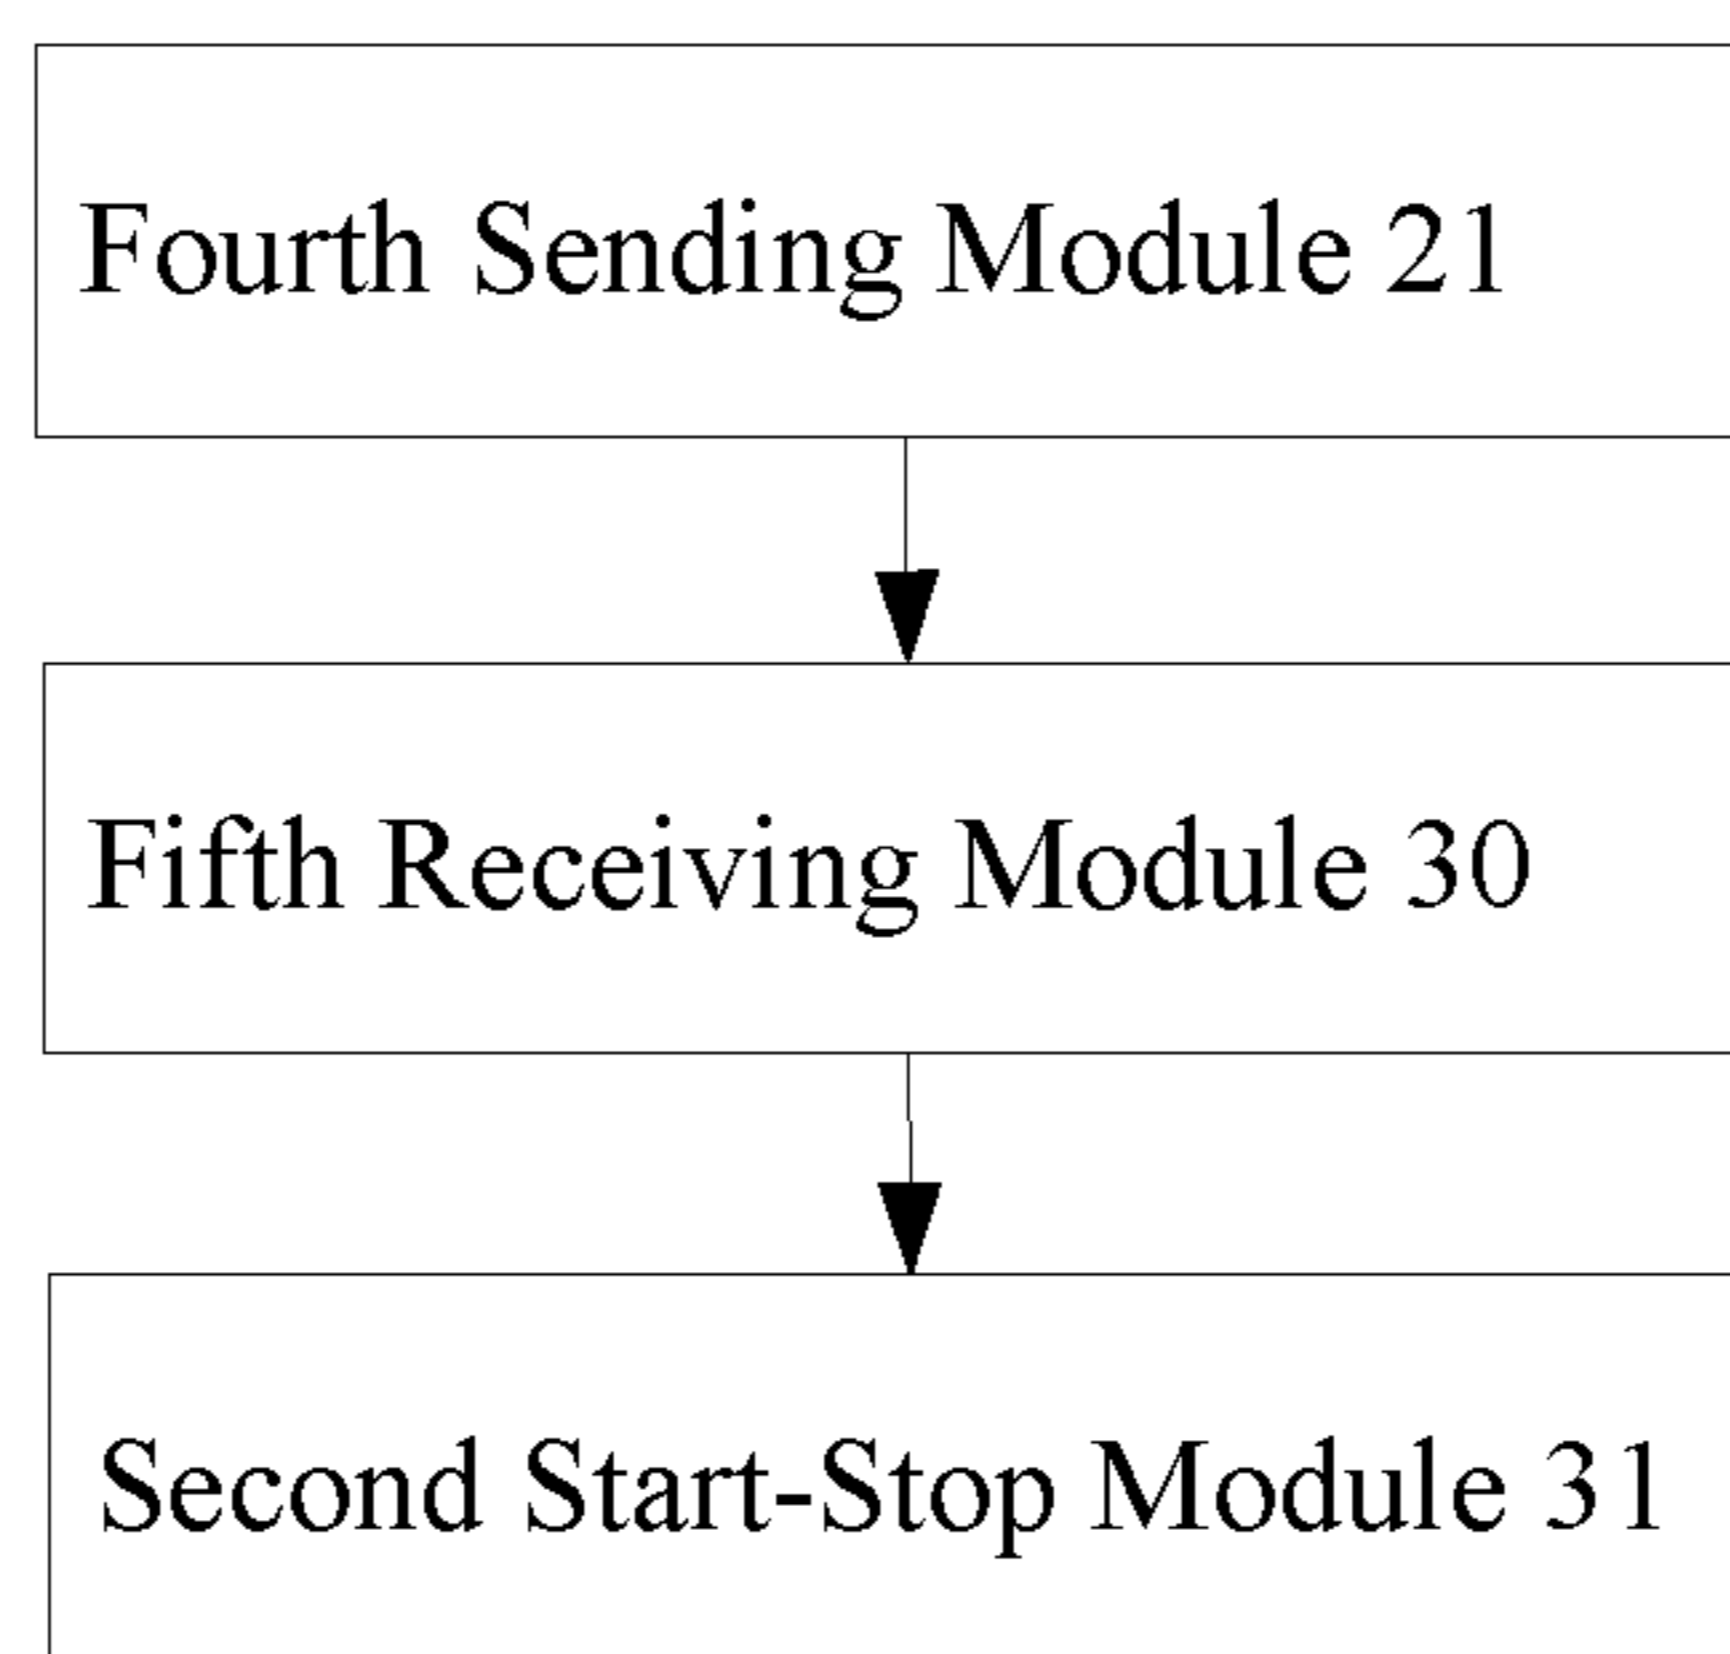 Fourth Sending Module 21
Fifth Receiving Module 30
Second Start-Stop Module 31